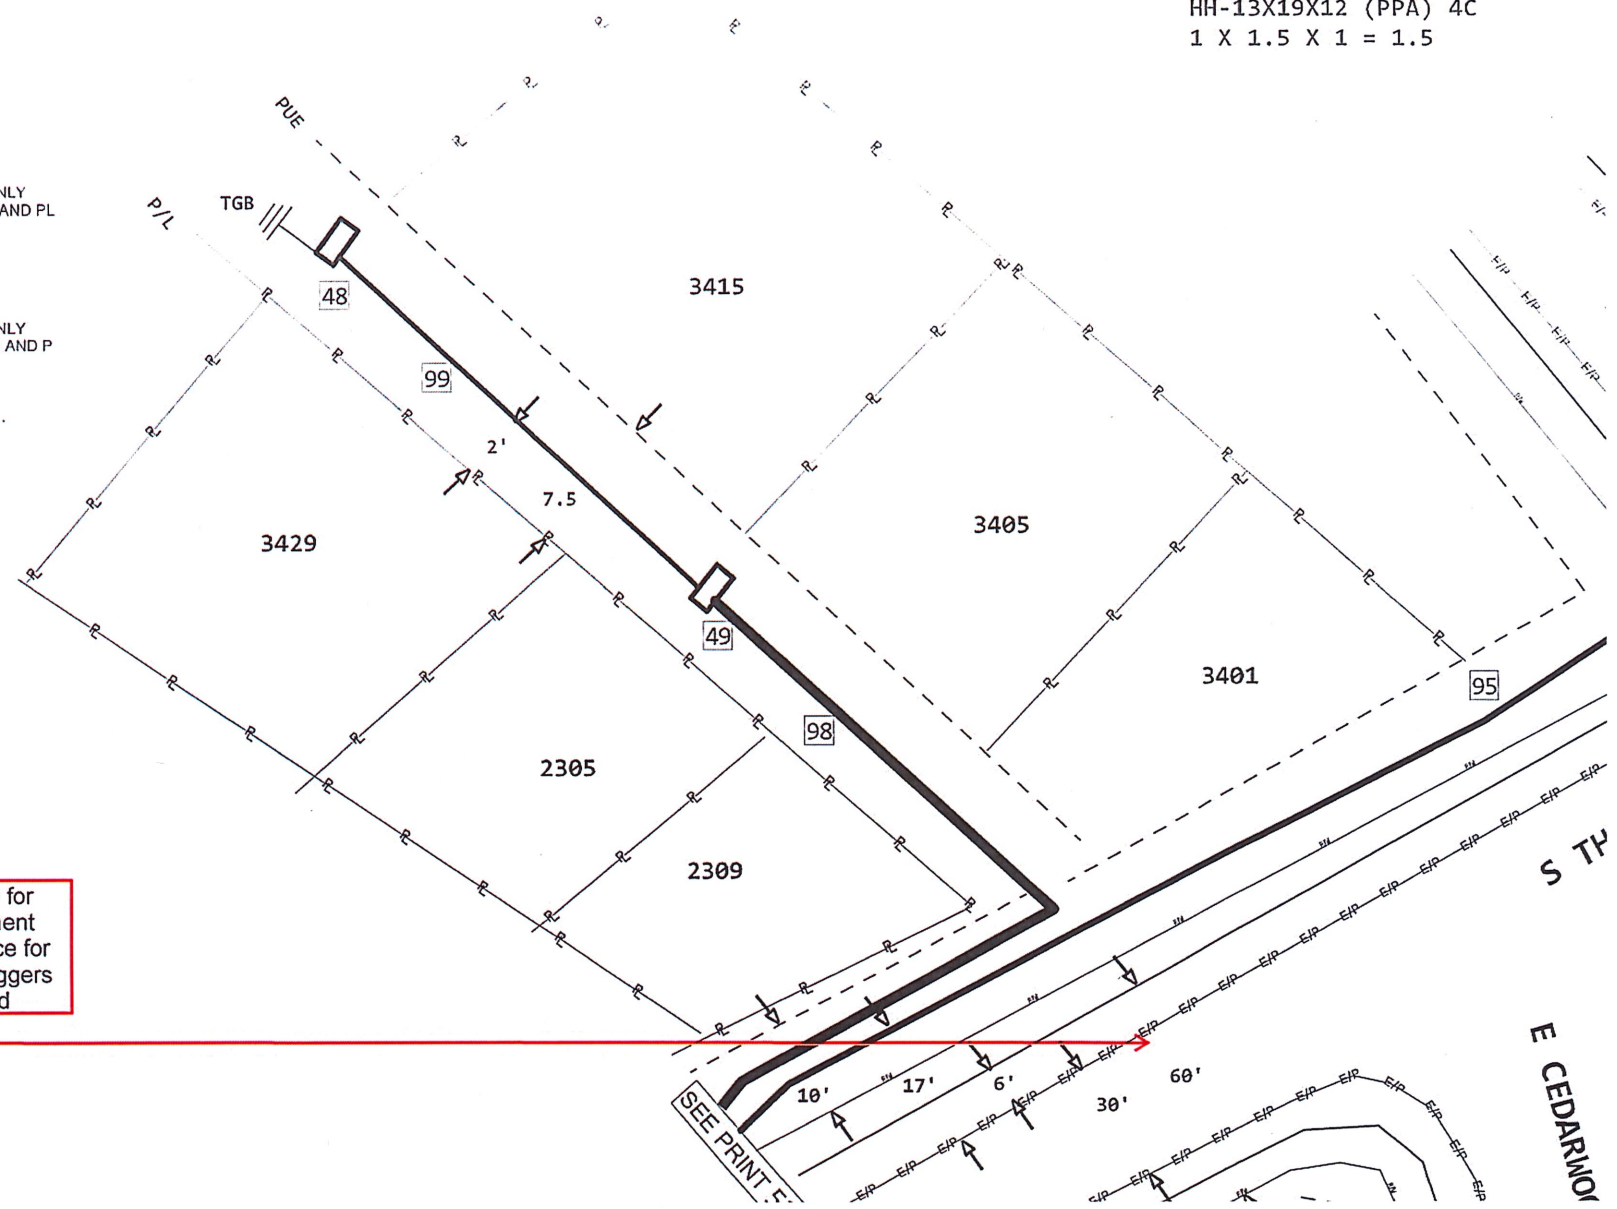 HH-13X19X12 (PPA) 4C
1 X 1.5 X 1 = 1.5
PUE
P/L
TGB
NLY
AND PL
NLY
AND P
48
99
2'
7.5
3415
3429
3405
49
98
3401
95
2305
2309
for
ent
ce for
ggers
d
S TH
E CEDARWO
10'
17'
6'
60'
30'
SEE PRINT
E/P